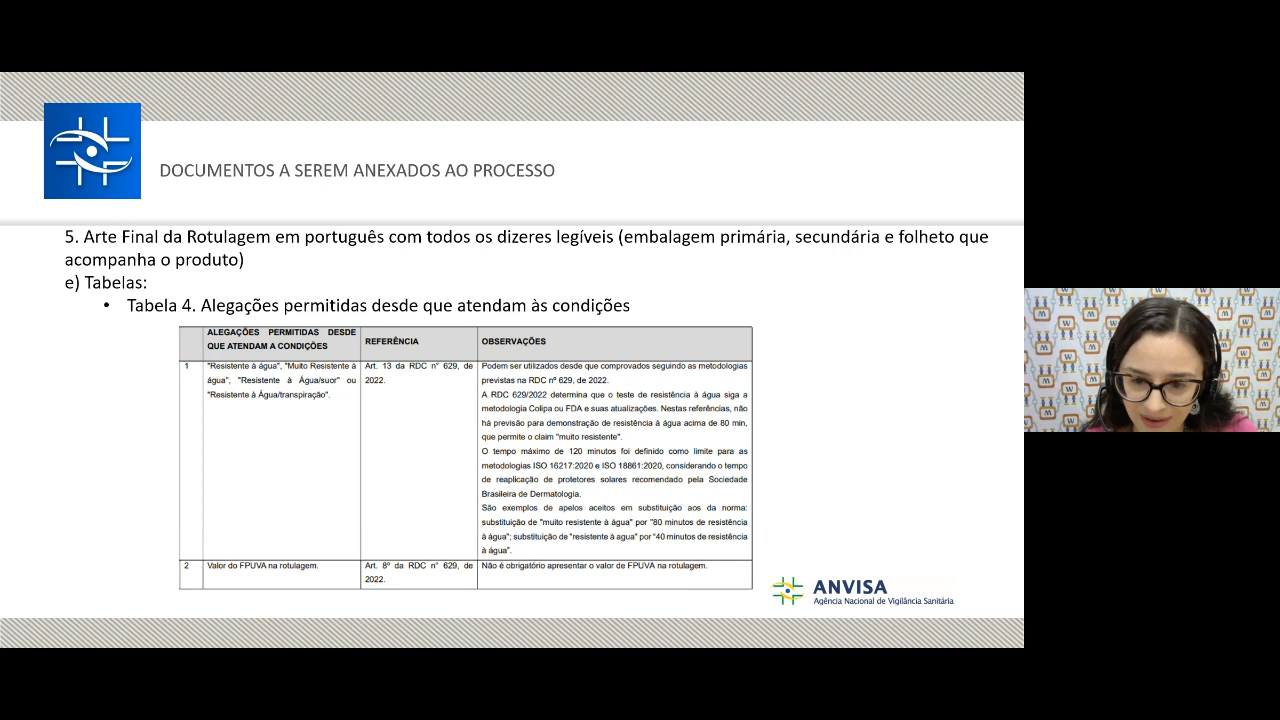 DOCUMENTOS A SEREM ANEXADOS AO PROCESSO
5. Arte Final da Rotulagem em português com todos os dizeres legíveis (embalagem primária, secundária e folheto que
acompanha o produto)
e) Tabelas:
• Tabela 4. Alegações permitidas desde que atendam às condições
ALEGAÇÕES PERMITIDAS DESDE
QUE ATENDAM A CONDIÇÕES
REFERÊNCIA
OBSERVAÇÕES
1
"Resistente à água", "Muito Resistente à
água", "Resistente à Água/suor" ou
"Resistente à Água/transpiração".
Art. 13 da RDC n° 629, de
2022.
Podem ser utilizados desde que comprovados seguindo as metodologias
previstas na RDC nº 629, de 2022.
A RDC 629/2022 determina que o teste de resistência à água siga a
metodologia Colipa ou FDA e suas atualizações. Nestas referências, não
há previsão para demonstração de resistência à água acima de 80 min,
que permite o claim "muito resistente".
O tempo máximo de 120 minutos foi definido como limite para as
metodologias ISO 16217:2020 e ISO 18861:2020, considerando o tempo
de reaplicação de protetores solares recomendado pela Sociedade
Brasileira de Dermatologia.
São exemplos de apelos aceitos em substituição aos da norma:
substituição de "muito resistente à água" por "80 minutos de resistência
à água"; substituição de "resistente à agua" por "40 minutos de resistência
à água".
2
Valor do FPUVA na rotulagem.
Art. 8º da RDC n° 629, de
2022.
Não é obrigatório apresentar o valor de FPUVA na rotulagem.
ANVISA
Agência Nacional de Vigilância Sanitária